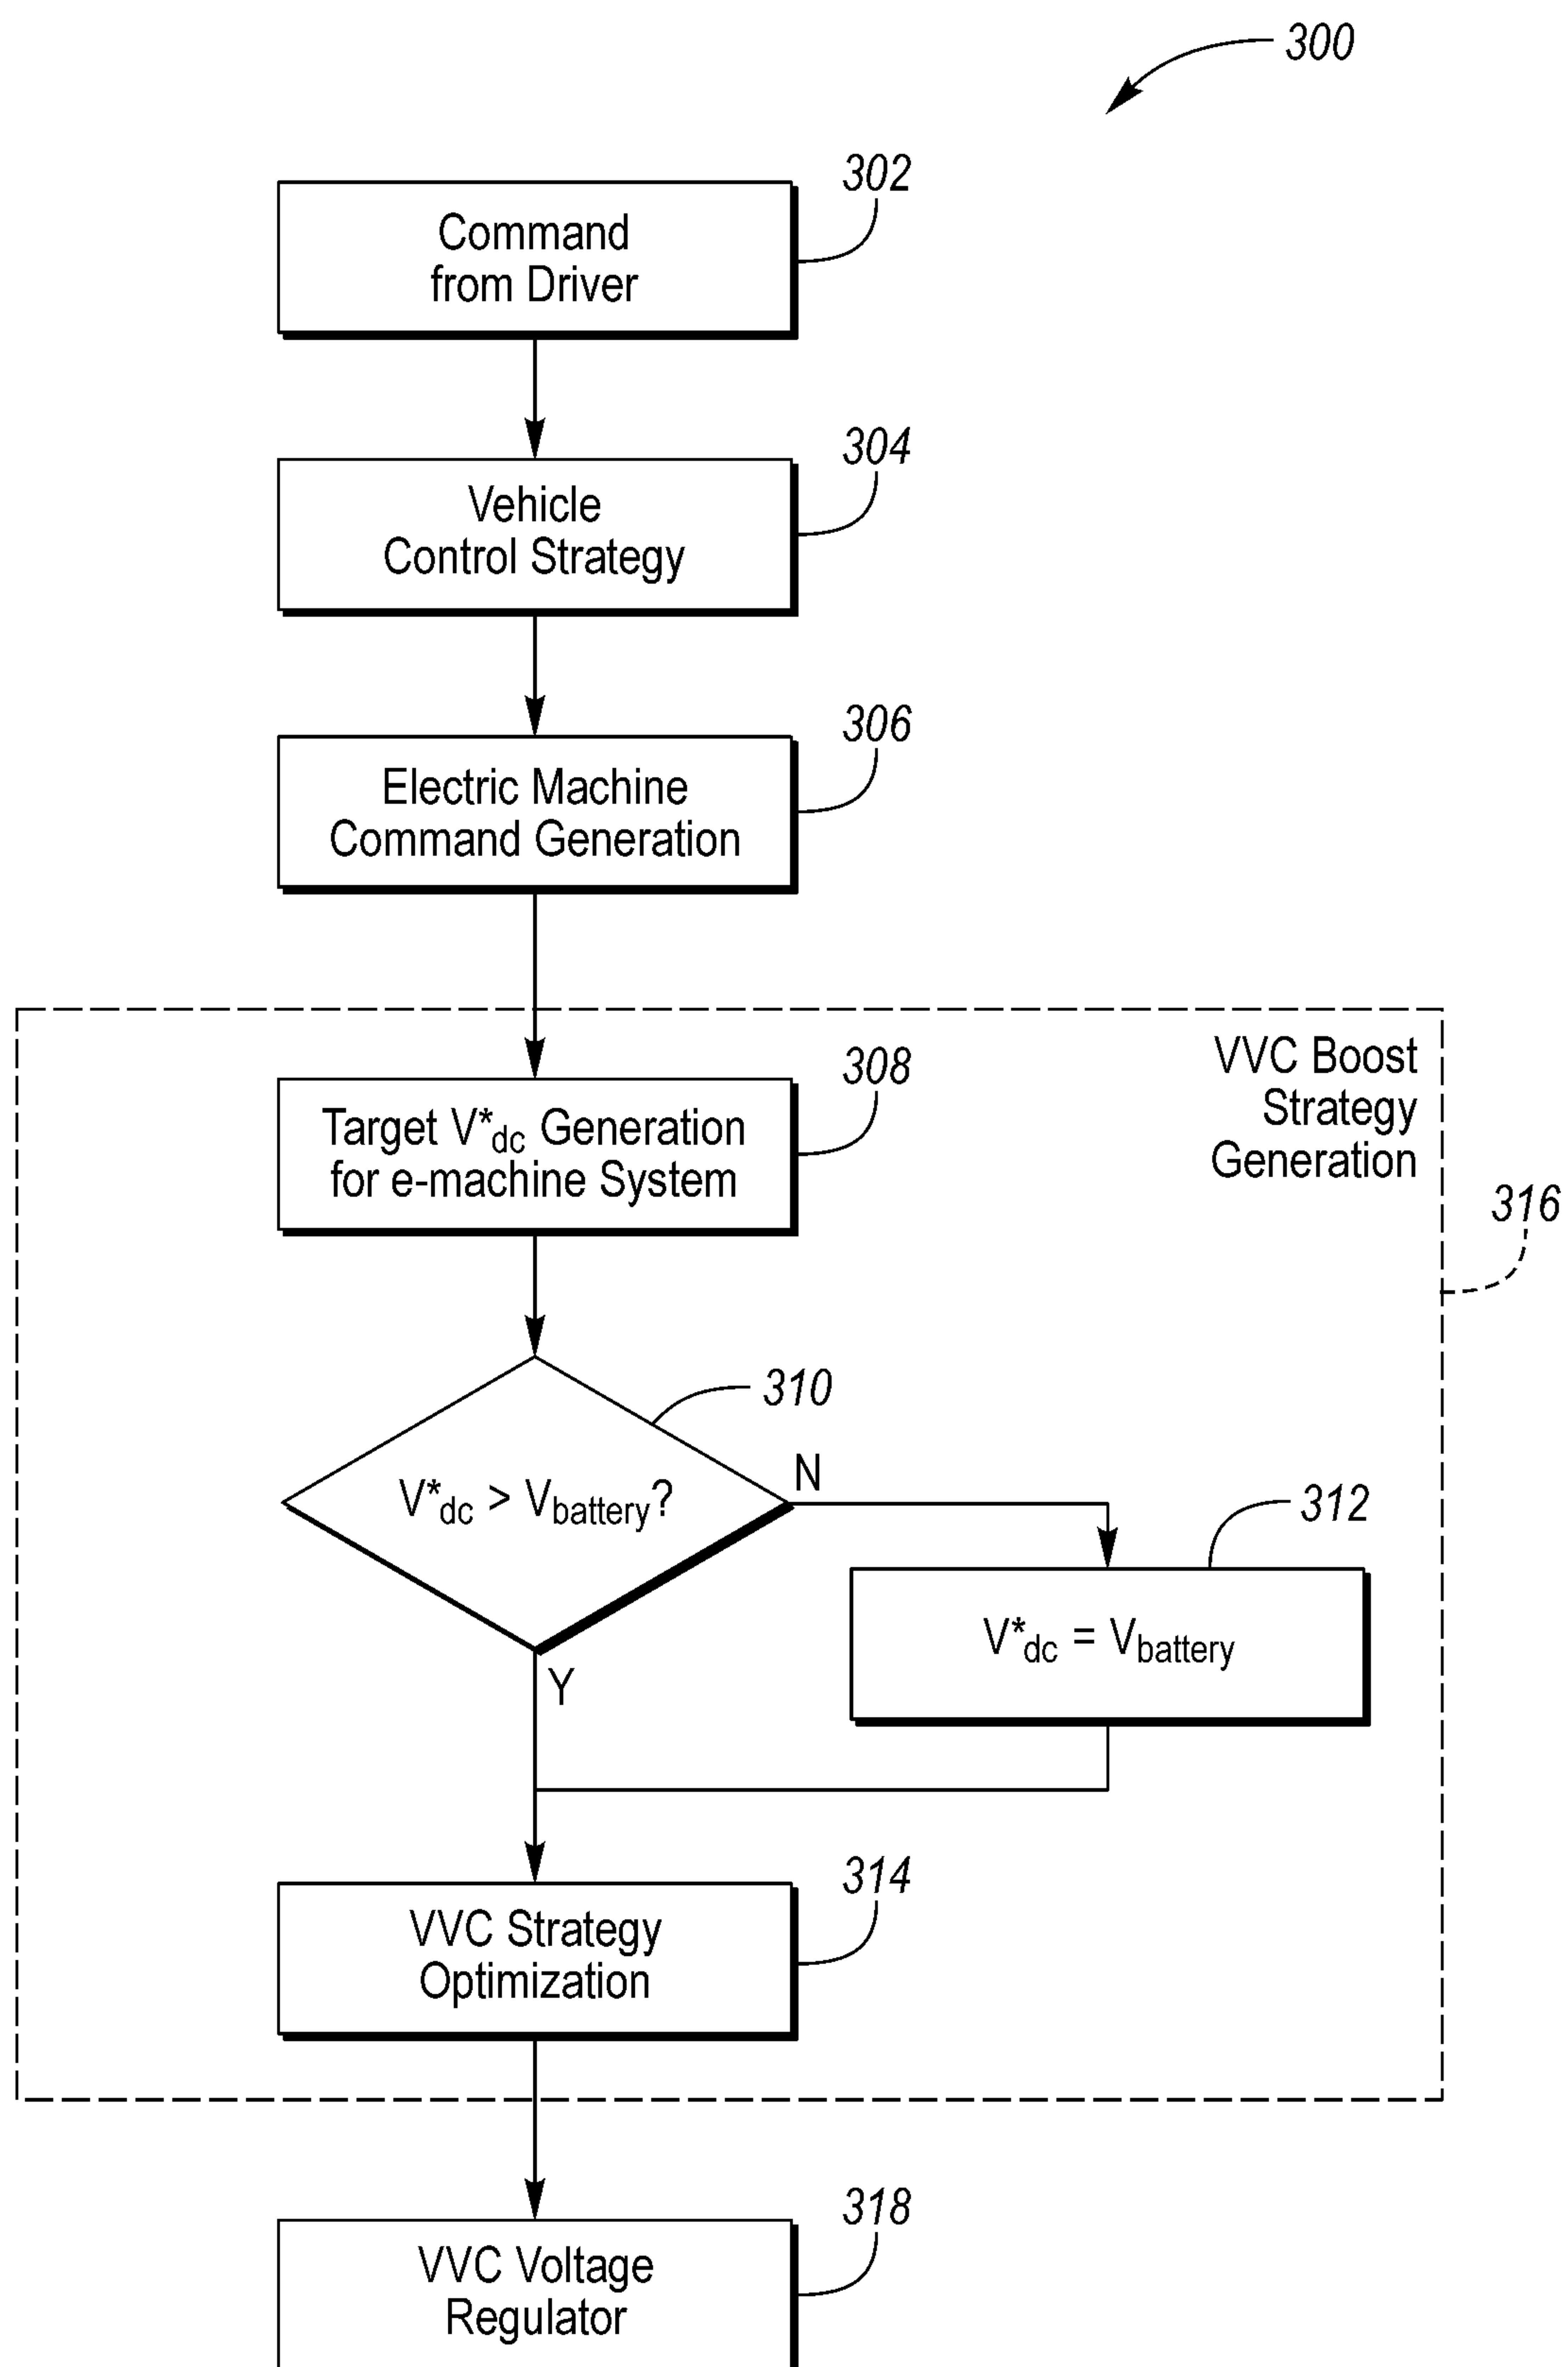 300
302
Command
from Driver
304
Vehicle
Control Strategy
306
Electric Machine
Command Generation
VVC Boost
Strategy
Generation
308
Target V*dc Generation
for e-machine System
316
310
V*dc > Vbattery?
N
312
V*dc = Vbattery
Y
314
VVC Strategy
Optimization
318
VVC Voltage
Regulator